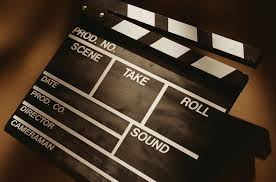 PROD. NO.
SCENE TAKE ROLL
DATE SOUND
PROD. CO.
DIRECTOR
CAMERAMAN